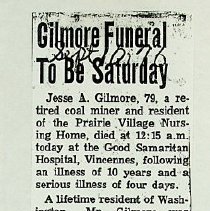 Gilmore Funeral
To Be Saturday
Jesse A. Gilmore, 79, a re-
tired coal miner and resident
of the Prairie Village Nurs-
ing Home, died at 12:15 a.m.
today at the Good Samaritan
Hospital, Vincennes, following
an illness of 10 years and a
serious illness of four days.
A lifetime resident of Wash-